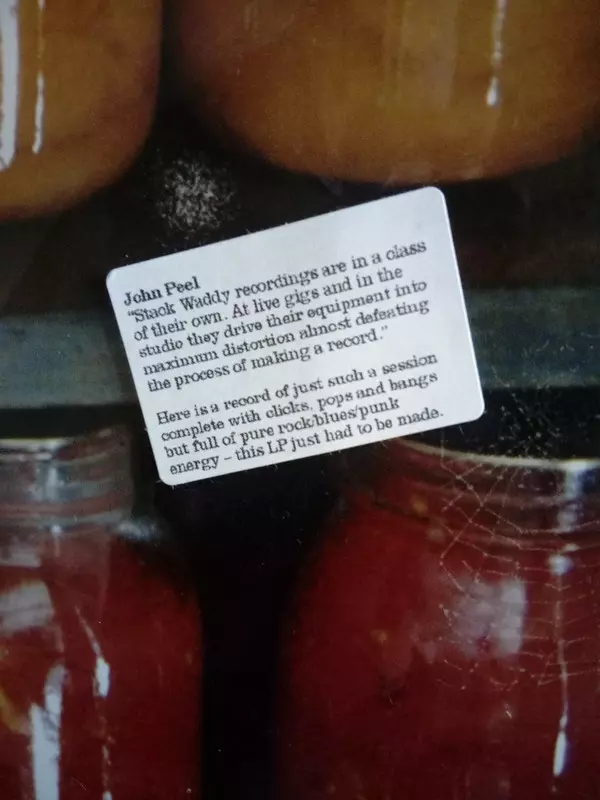 John Peel
"Stack Waddy recordings are in a class
of their own. At live gigs and in the
studio they drive their equipment into
maximum distortion almost defeating
the process of making a record."
Here is a record of just such a session
complete with clicks, pops and bangs
but full of pure rock/blues/punk
energy – this LP just had to be made.